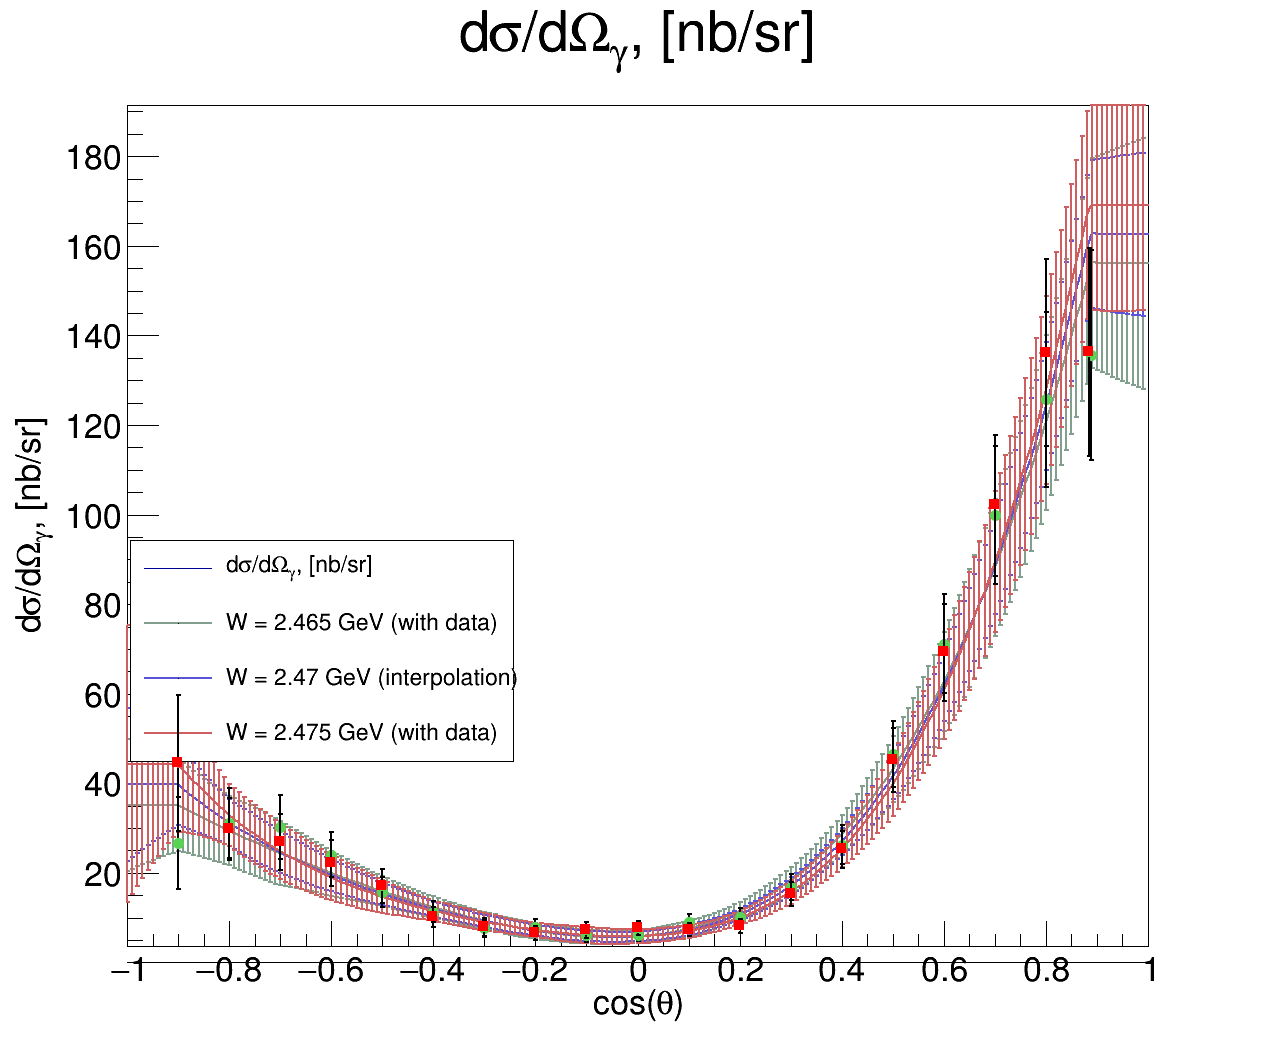 dσ/dΩγ, [nb/sr]
dσ/dΩγ, [nb/sr]
180
160
140
120
100
80
60
40
20
dσ/dΩγ, [nb/sr]
W = 2.465 GeV (with data)
W = 2.47 GeV (interpolation)
W = 2.475 GeV (with data)
−1 −0.8 −0.6 −0.4 −0.2 0 0.2 0.4 0.6 0.8 1
cos(θ)